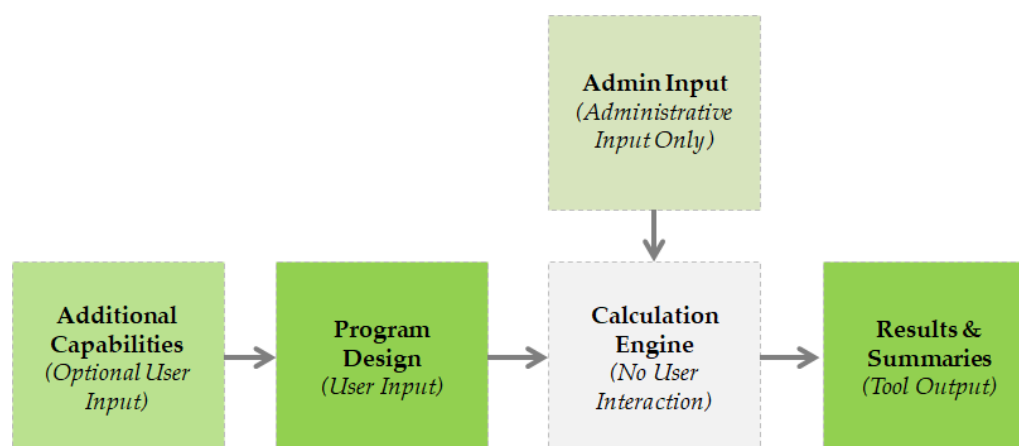 Admin Input
(Administrative
Input Only)
Additional
Capabilities
(Optional User
Input)
Program
Design
(User Input)
Calculation
Engine
(No User
Interaction)
Results &
Summaries
(Tool Output)